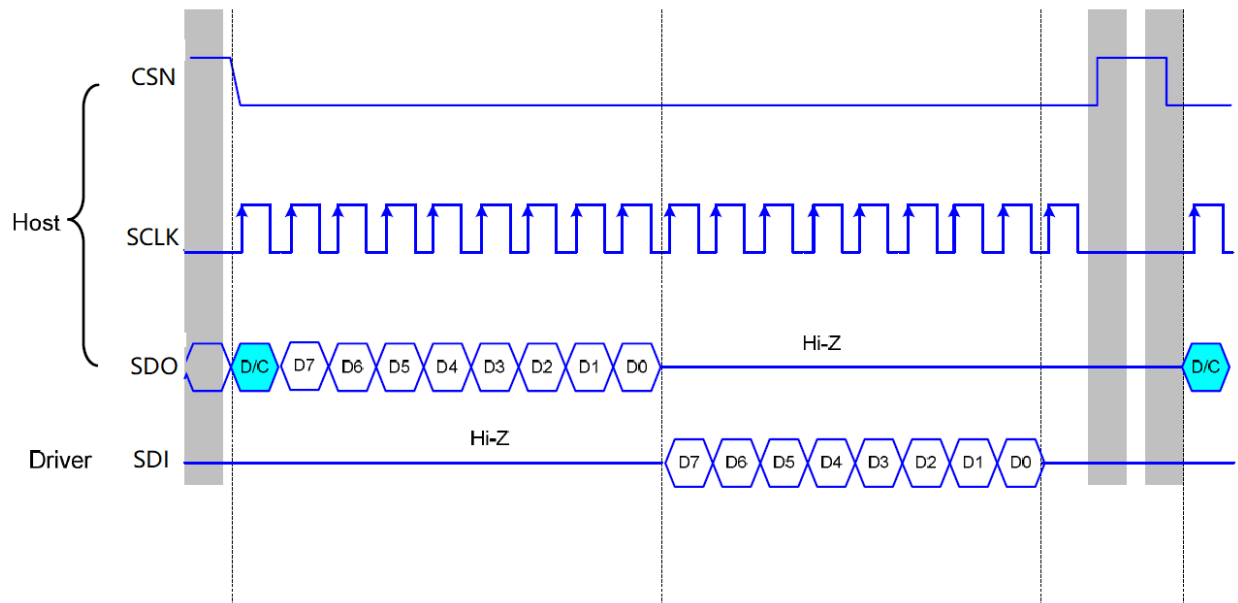 CSN
Host
SCLK
SDO D/C D7 D6 D5 D4 D3 D2 D1 D0 Hi-Z D/C
Driver SDI Hi-Z D7 D6 D5 D4 D3 D2 D1 D0